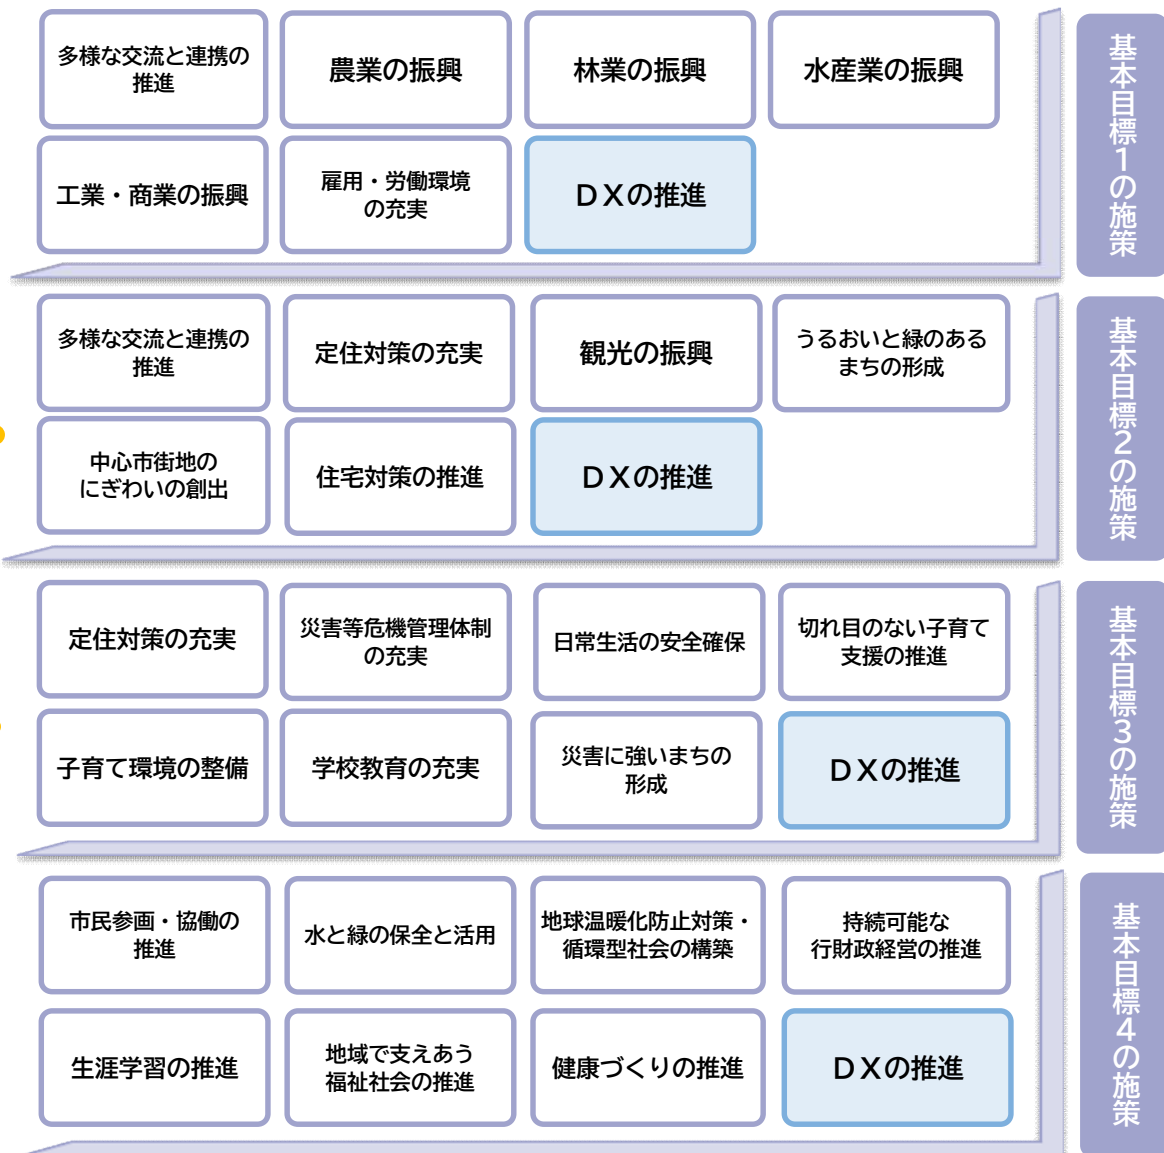 多様な交流と連携の
推進
農業の振興
林業の振興
水産業の振興
工業・商業の振興
雇用・労働環境
の充実
ＤＸの推進
基本目標１の施策
多様な交流と連携の
推進
定住対策の充実
観光の振興
うるおいと緑のある
まちの形成
中心市街地の
にぎわいの創出
住宅対策の推進
ＤＸの推進
基本目標２の施策
定住対策の充実
災害等危機管理体制
の充実
日常生活の安全確保
切れ目のない子育て
支援の推進
子育て環境の整備
学校教育の充実
災害に強いまちの
形成
ＤＸの推進
基本目標３の施策
市民参画・協働の
推進
水と緑の保全と活用
地球温暖化防止対策・
循環型社会の構築
持続可能な
行財政経営の推進
生涯学習の推進
地域で支えあう
福祉社会の推進
健康づくりの推進
ＤＸの推進
基本目標４の施策